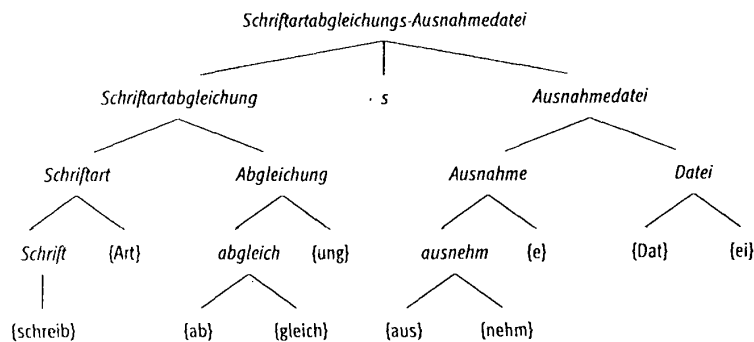 Schriftartabgleichungs-Ausnahmedatei
Schriftartabgleichung · s Ausnahmedatei
Schriftart Abgleichung Ausnahme Datei
Schrift {Art} abgleich {ung} ausnehm {e} {Dat} {ei}
{schreib} {ab} {gleich} {aus} {nehm}